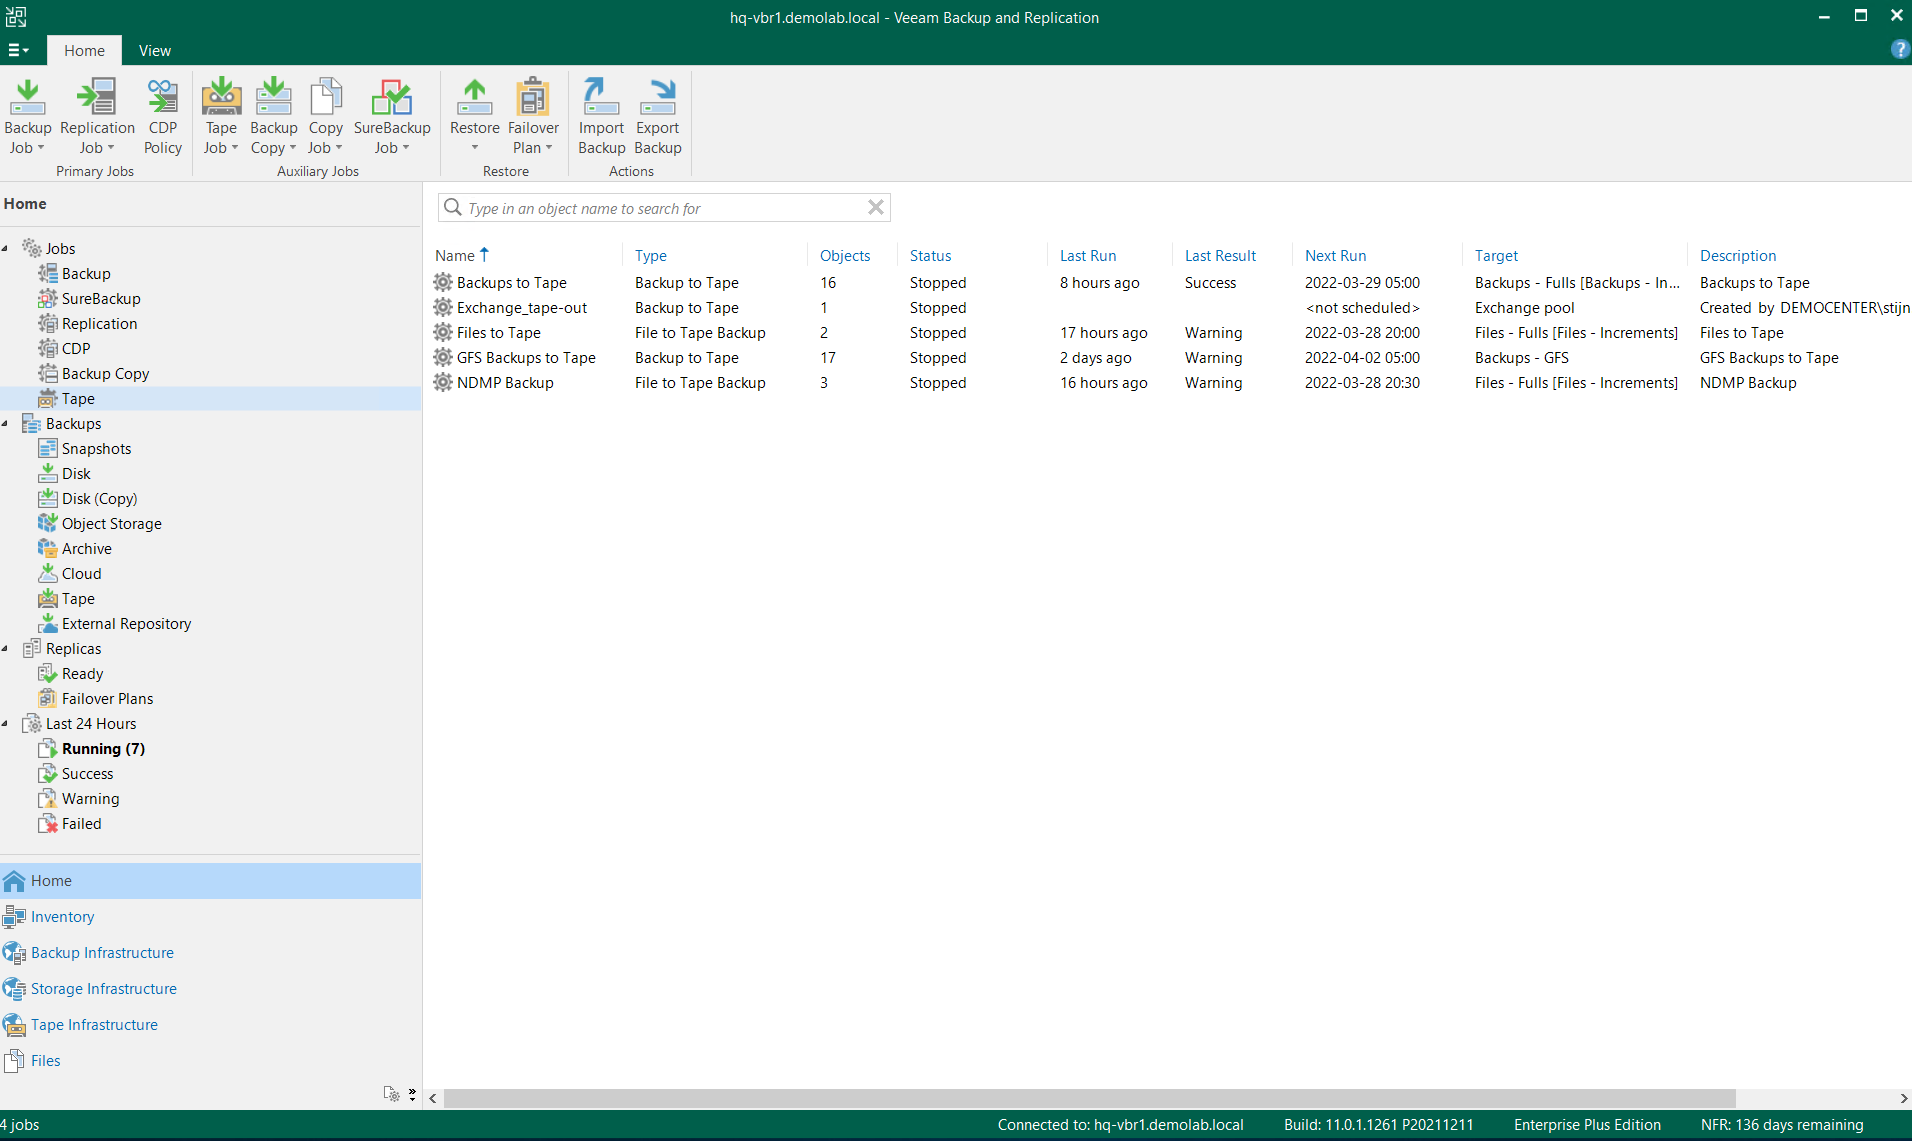 hq-vbr1.demolab.local - Veeam Backup and Replication
Home View
Backup Job
Replication Job
CDP Policy
Primary Jobs
Tape Job
Backup Copy
Copy Job
SureBackup Job
Auxiliary Jobs
Restore
Failover Plan
Restore
Import Backup
Export Backup
Actions
Home
Jobs
Backup
SureBackup
Replication
CDP
Backup Copy
Tape
Backups
Snapshots
Disk
Disk (Copy)
Object Storage
Archive
Cloud
Tape
External Repository
Replicas
Ready
Failover Plans
Last 24 Hours
Running (7)
Success
Warning
Failed
Home
Inventory
Backup Infrastructure
Storage Infrastructure
Tape Infrastructure
Files
Type in an object name to search for
Name Type Objects Status Last Run Last Result Next Run Target Description
Backups to Tape Backup to Tape 16 Stopped 8 hours ago Success 2022-03-29 05:00 Backups - Fulls [Backups - In... Backups to Tape
Exchange_tape-out Backup to Tape 1 Stopped <not scheduled> Exchange pool Created by DEMOCENTER\stijn
Files to Tape File to Tape Backup 2 Stopped 17 hours ago Warning 2022-03-28 20:00 Files - Fulls [Files - Increments] Files to Tape
GFS Backups to Tape Backup to Tape 17 Stopped 2 days ago Warning 2022-04-02 05:00 Backups - GFS GFS Backups to Tape
NDMP Backup File to Tape Backup 3 Stopped 16 hours ago Warning 2022-03-28 20:30 Files - Fulls [Files - Increments] NDMP Backup
4 jobs Connected to: hq-vbr1.demolab.local Build: 11.0.1.1261 P20211211 Enterprise Plus Edition NFR: 136 days remaining